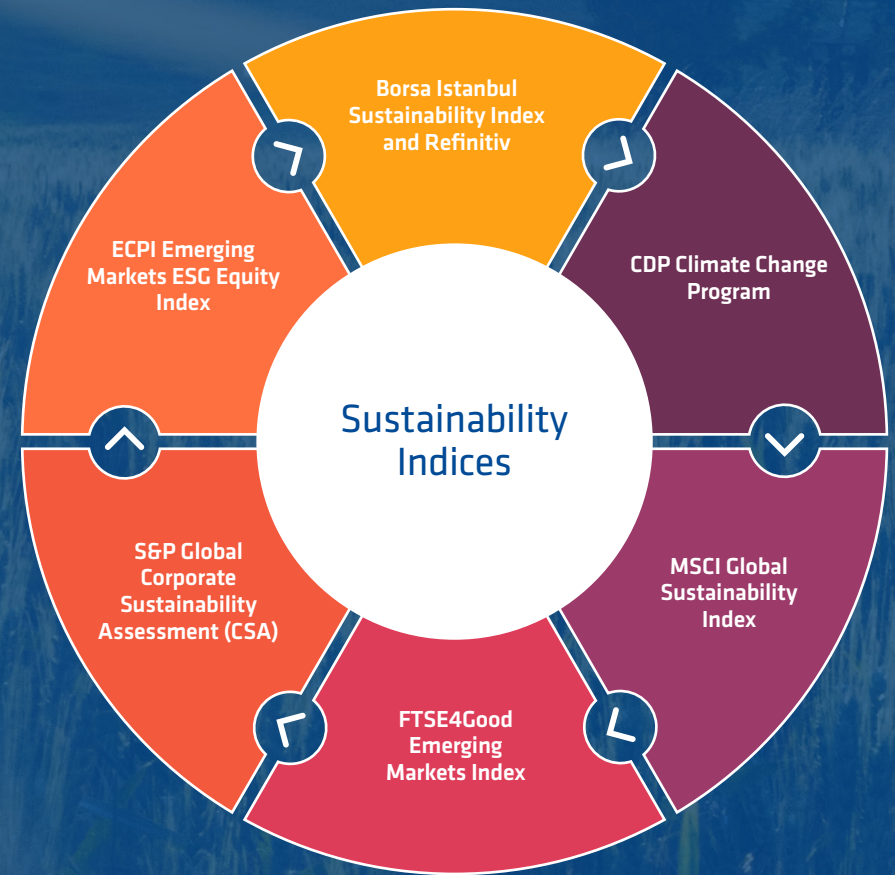 Borsa Istanbul
Sustainability Index
and Refinitiv
CDP Climate Change
Program
MSCI Global
Sustainability
Index
FTSE4Good
Emerging
Markets Index
S&P Global
Corporate
Sustainability
Assessment (CSA)
ECPI Emerging
Markets ESG Equity
Index
Sustainability
Indices